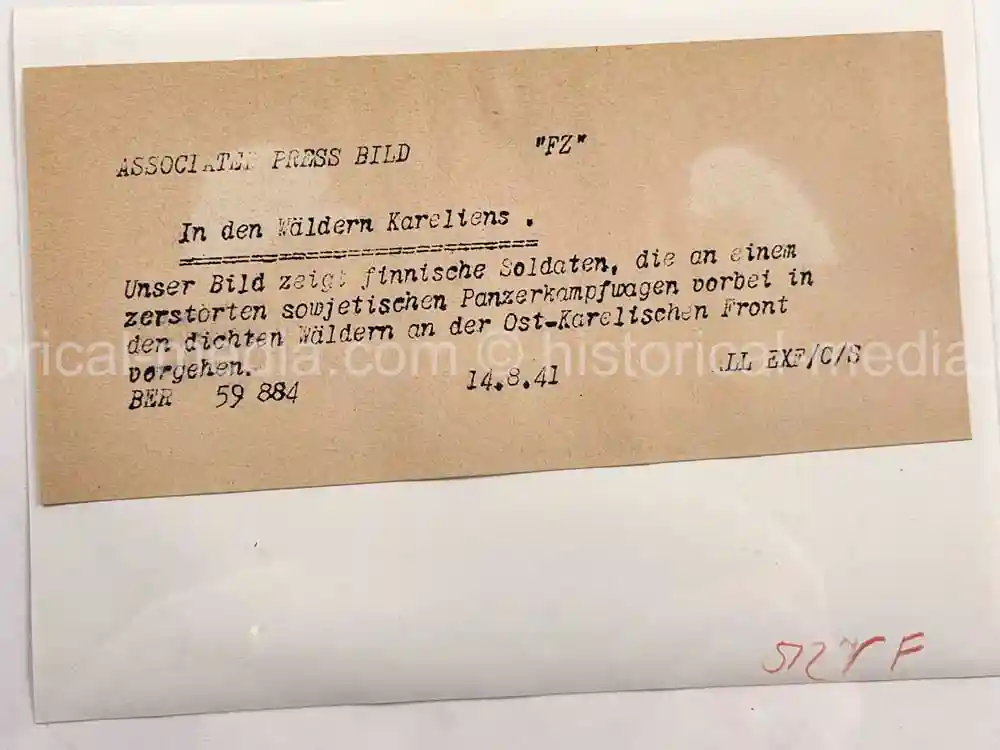 ASSOCIATED PRESS BILD "FZ"
In den Wäldern Kareliens .
Unser Bild zeigt finnische Soldaten, die an einem
zerstörten sowjetischen Panzerkampfwagen vorbei in
den dichten Wäldern an der Ost-Karelischen Front
vorgehen.
BER 59 884 14.8.41 ALL EXF/C/S
historicalmedia.com © historicalmedia